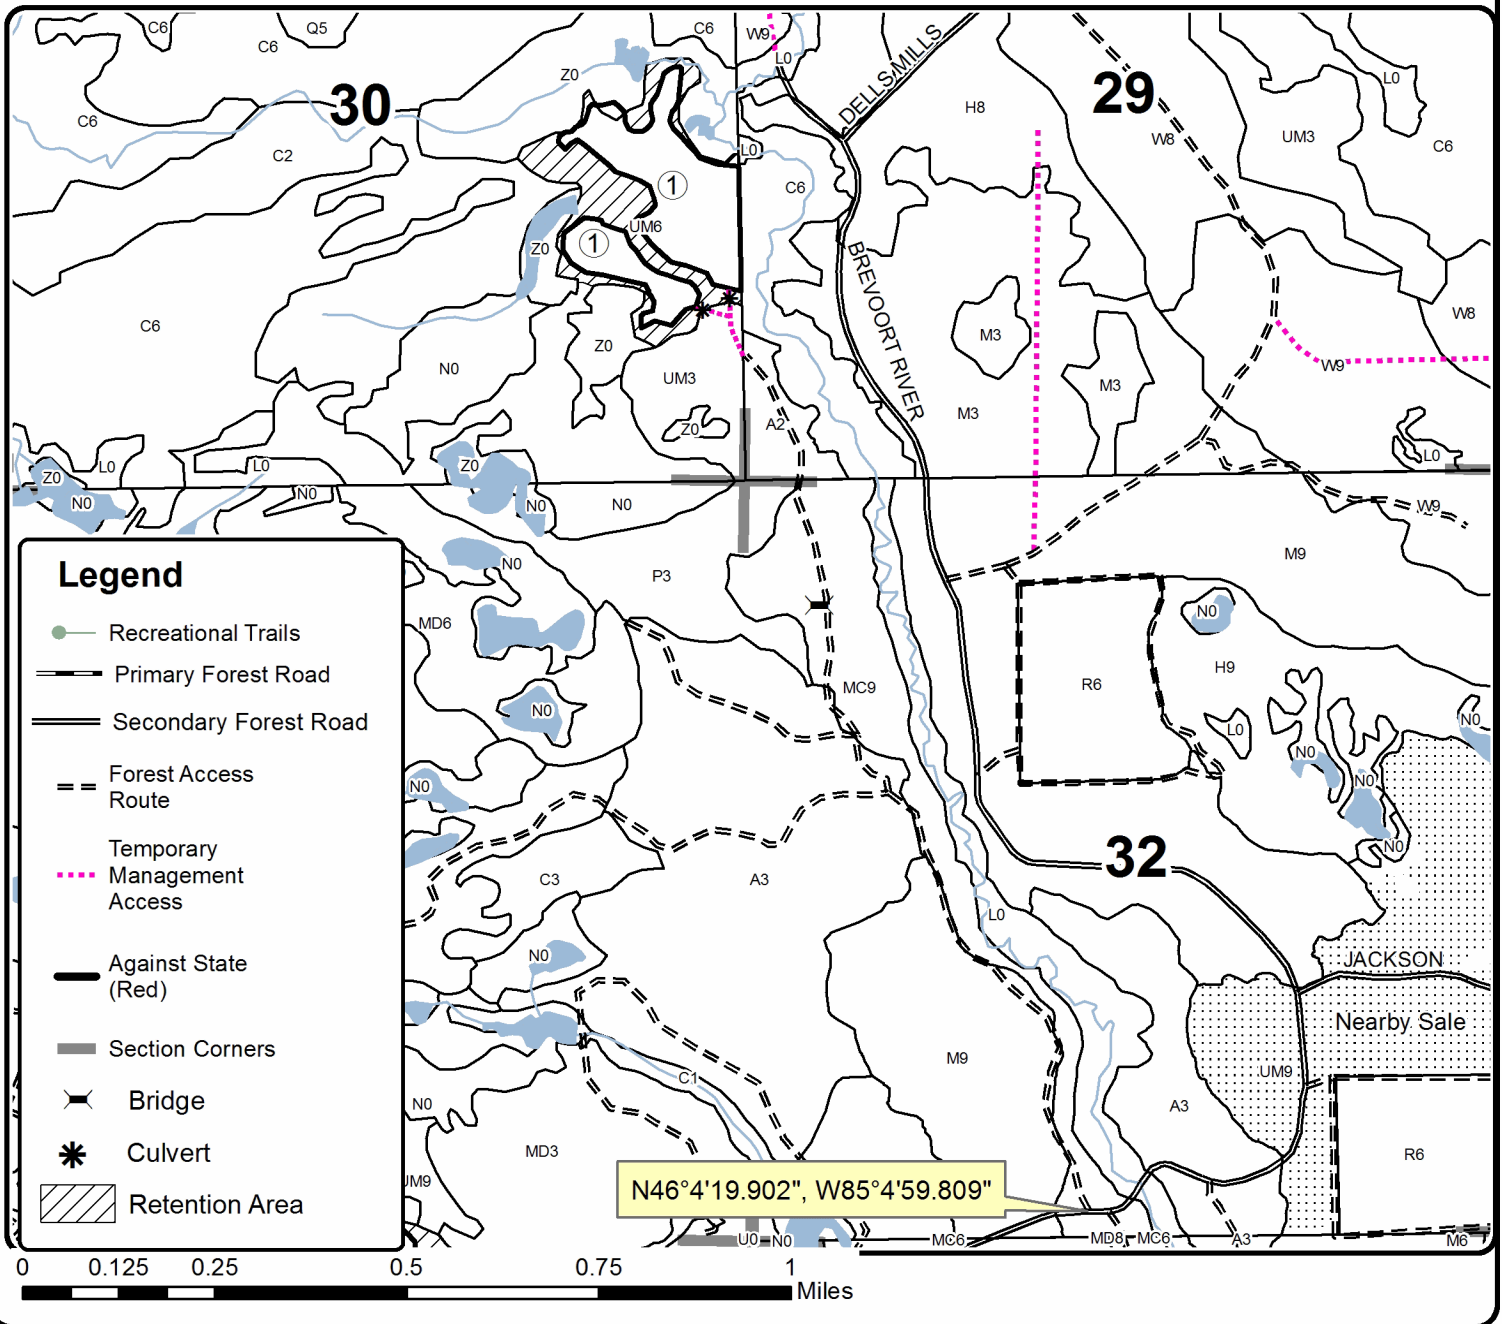 C6
Q5
C6
C6
W9
L0
Z0
DELLS MILLS
30
29
L0
H8
C6
W8
UM3
C6
C2
L0
1
C6
UM6
1
Z0
BREVOORT RIVER
C6
W8
M3
Z0
W9
N0
UM3
M3
M3
A2
Z0
L0
L0
L0
Z0
Z0
N0
N0
N0
N0
W9
M9
N0
P3
N0
MD6
H9
R6
MC9
N0
L0
N0
N0
N0
N0
N0
32
C3
A3
L0
N0
JACKSON
Nearby Sale
M9
UM9
C1
N0
A3
MD3
R6
UM9
N46°4'19.902", W85°4'59.809"
U0
N0
MC6
MD8
MC6
A3
M6
Legend
Recreational Trails
Primary Forest Road
Secondary Forest Road
Forest Access
Route
Temporary
Management
Access
Against State
(Red)
Section Corners
Bridge
Culvert
Retention Area
0
0.125
0.25
0.5
0.75
1
Miles